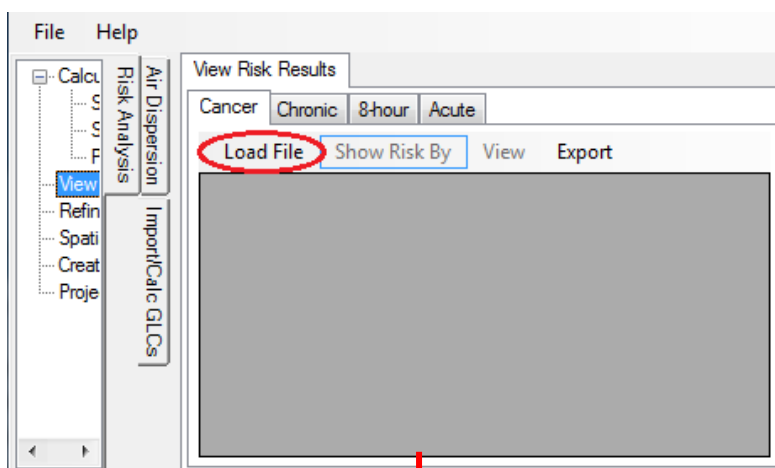 File Help
Calcu
S
S
F
View
Refin
Spati
Creat
Proje
Risk Analysis
Air Dispersion
Import/Calc GLCs
View Risk Results
Cancer Chronic 8-hour Acute
Load File Show Risk By View Export